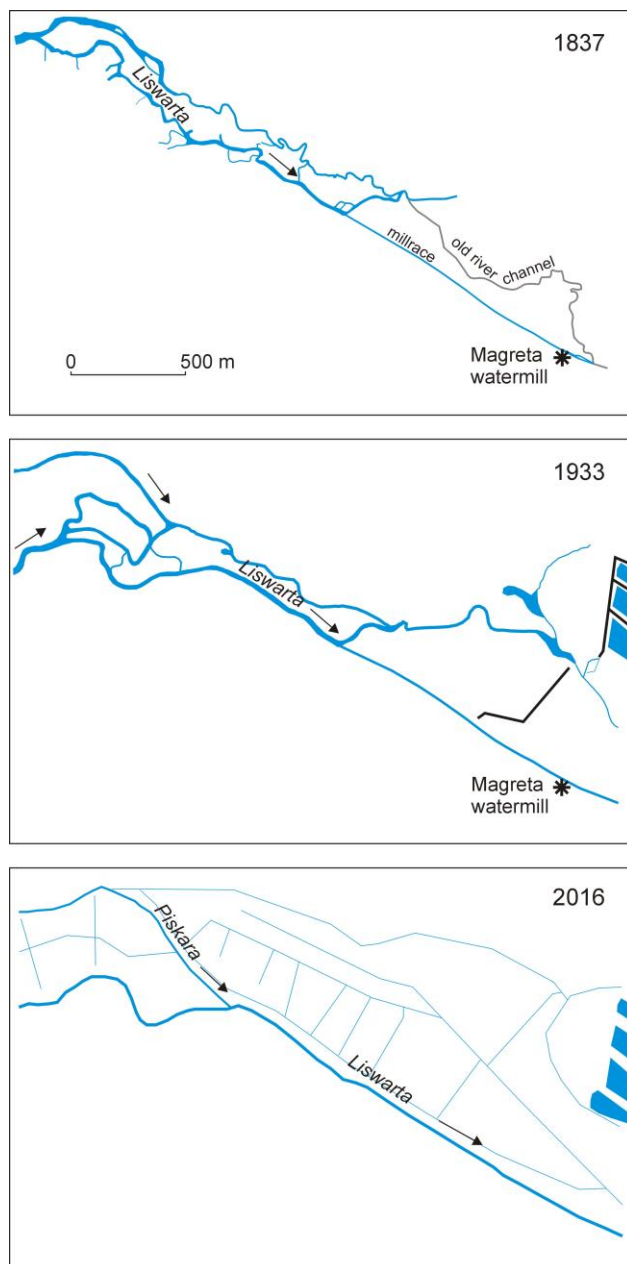 1837
Liswarta
millrace
old river channel
0 500 m
Magreta
watermill
1933
Liswarta
Magreta
watermill
2016
Piskara
Liswarta